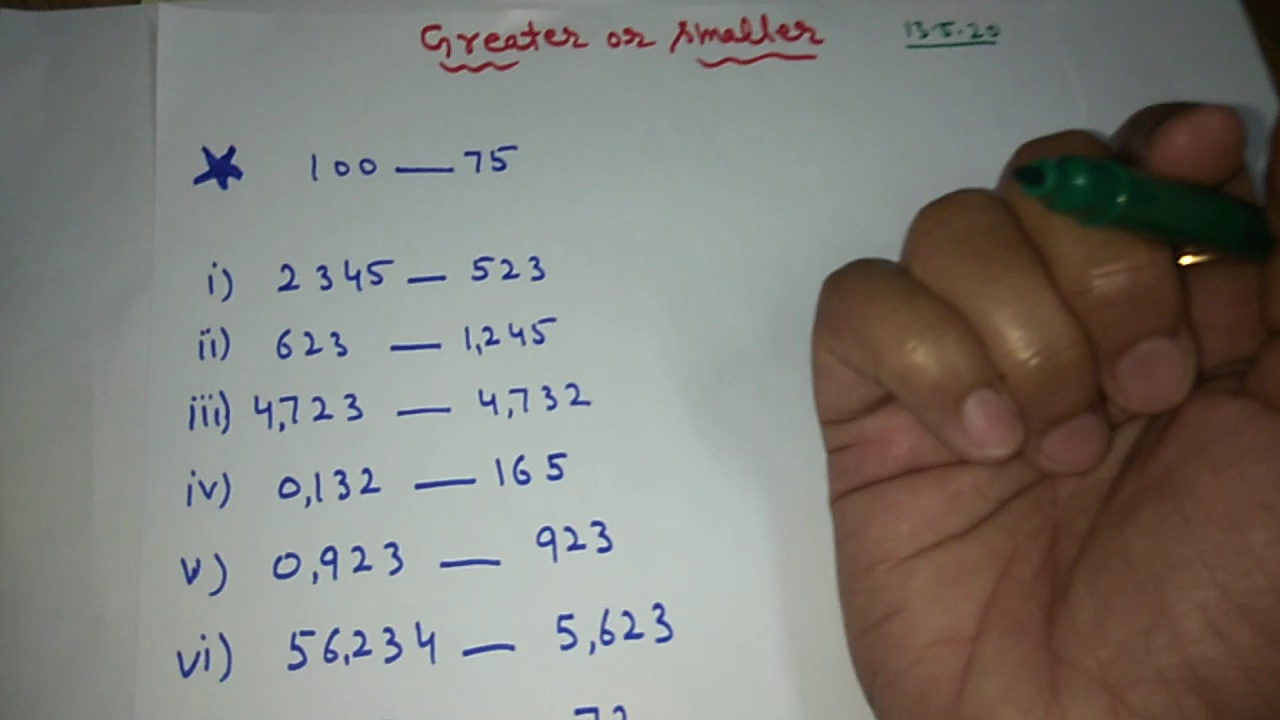 Greater or smaller 13-5-20
★ 100 — 75
i) 2345 — 523
ii) 623 — 1,245
iii) 4,723 — 4,732
iv) 0,132 — 165
v) 0,923 — 923
vi) 56,234 — 5,623